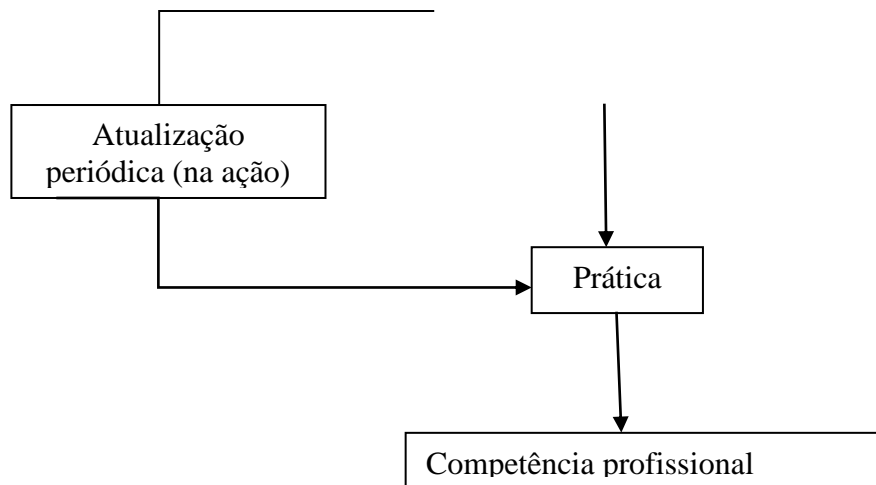 Atualização
periódica (na ação)
Prática
Competência profissional